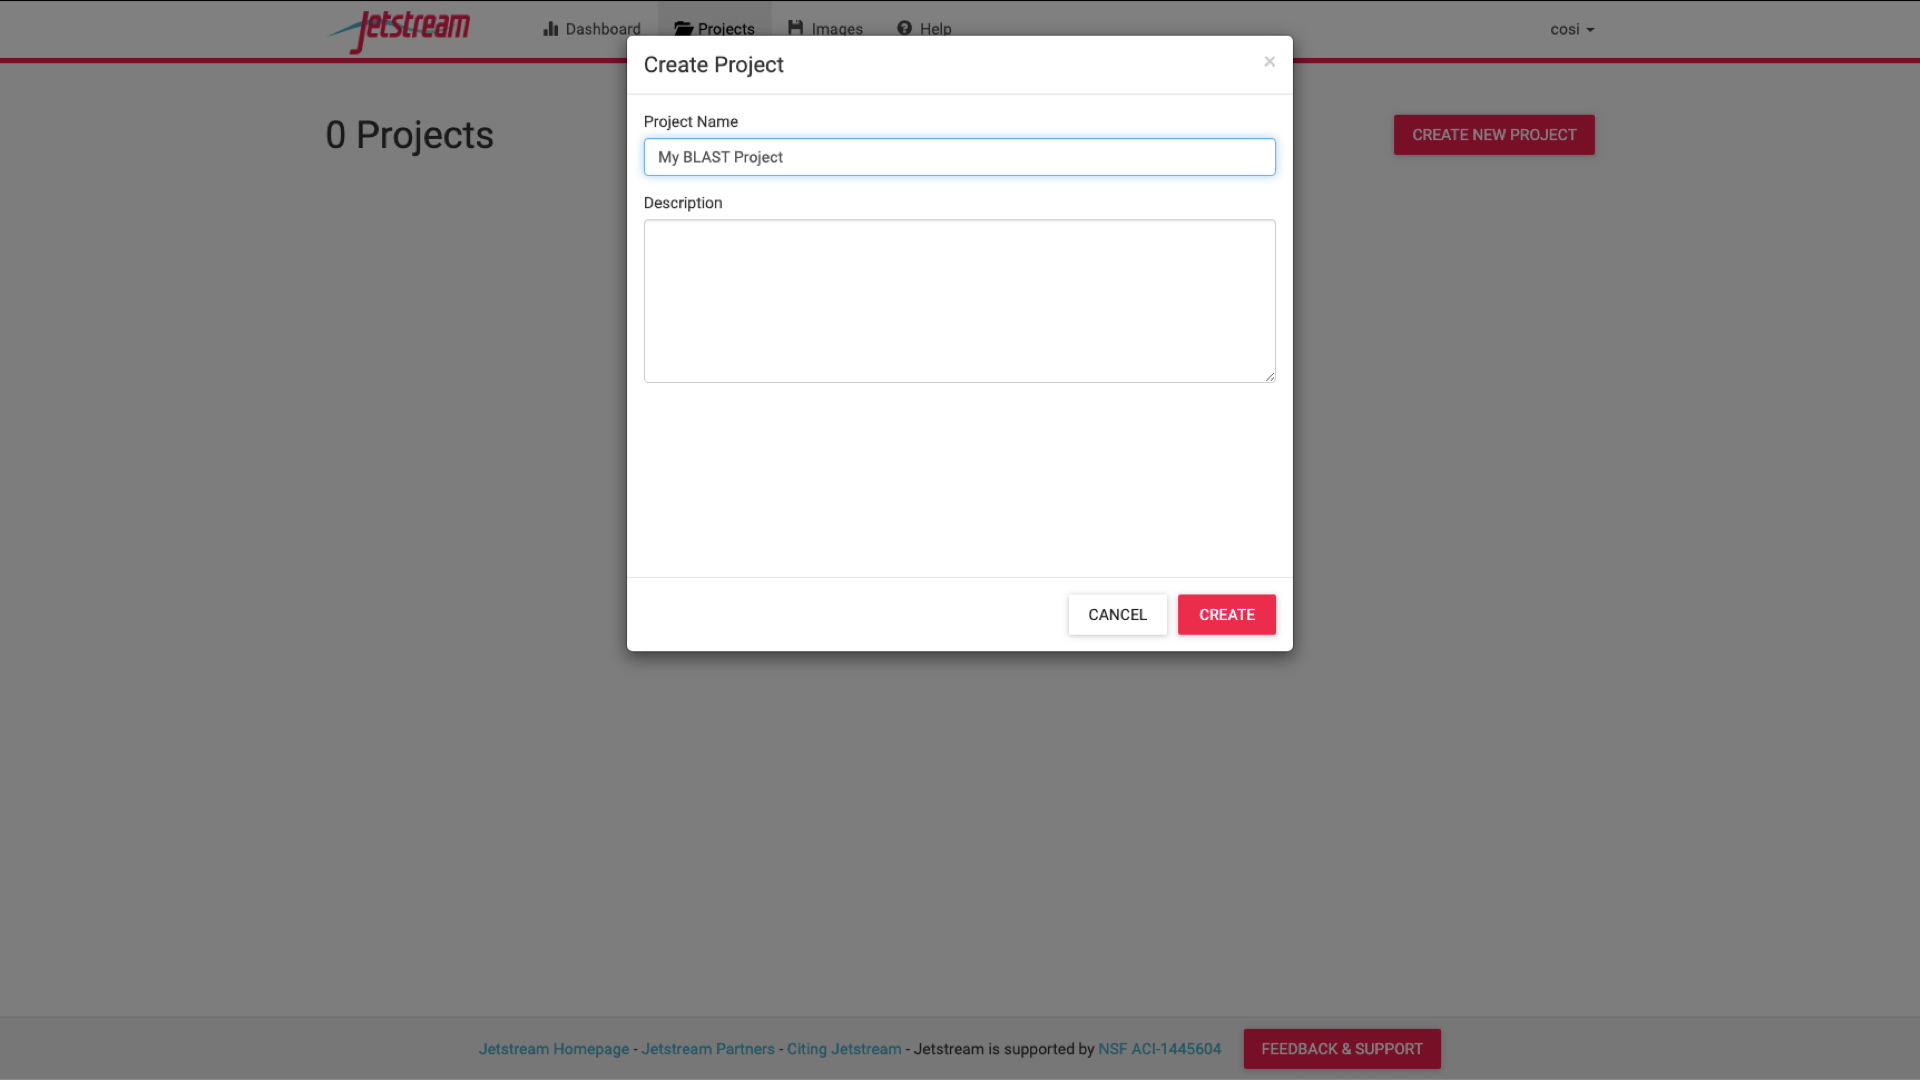 Jetstream
Dashboard
Projects
Images
Help
cosi
Create Project
×
Project Name
My BLAST Project
Description
CANCEL
CREATE
0 Projects
CREATE NEW PROJECT
Jetstream Homepage - Jetstream Partners - Citing Jetstream - Jetstream is supported by NSF ACI-1445604
FEEDBACK & SUPPORT